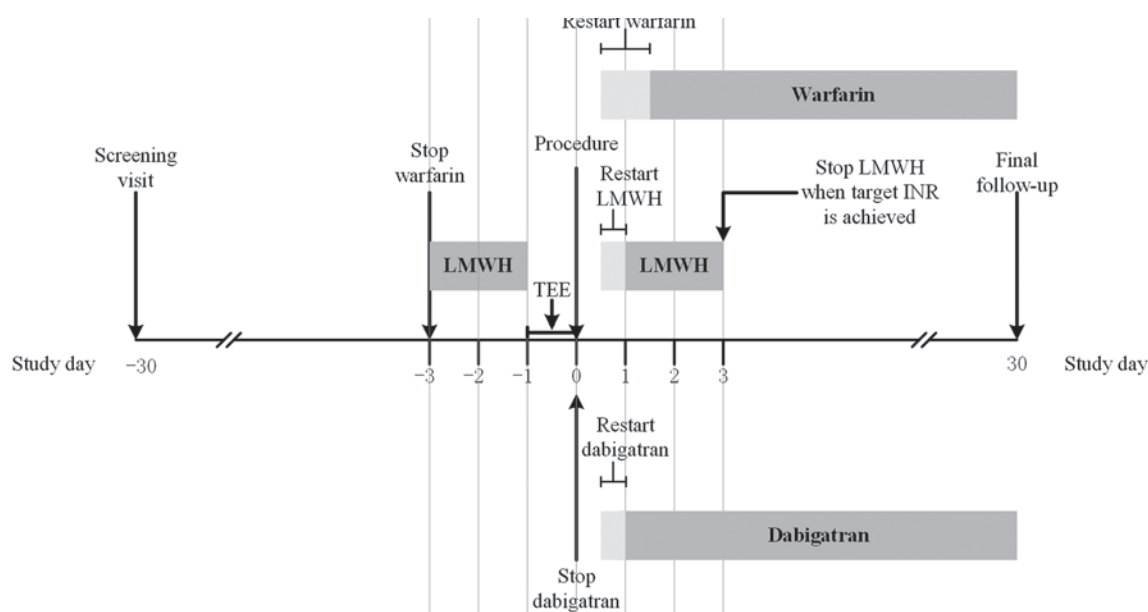 Restart warfarin
Warfarin
Screening
visit
Stop
warfarin
Procedure
Restart
LMWH
Stop LMWH
when target INR
is achieved
Final
follow-up
LMWH
LMWH
TEE
Study day
−30
−3
−2
−1
0
1
2
3
30
Study day
Restart
dabigatran
Dabigatran
Stop
dabigatran